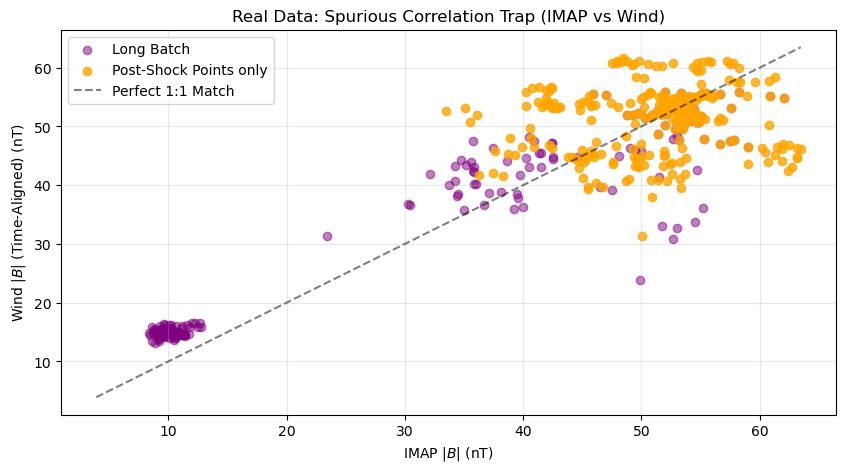 Real Data: Spurious Correlation Trap (IMAP vs Wind)
Long Batch
Post-Shock Points only
Perfect 1:1 Match
Wind |B| (Time-Aligned) (nT)
60
50
40
30
20
10
10 20 30 40 50 60
IMAP |B| (nT)